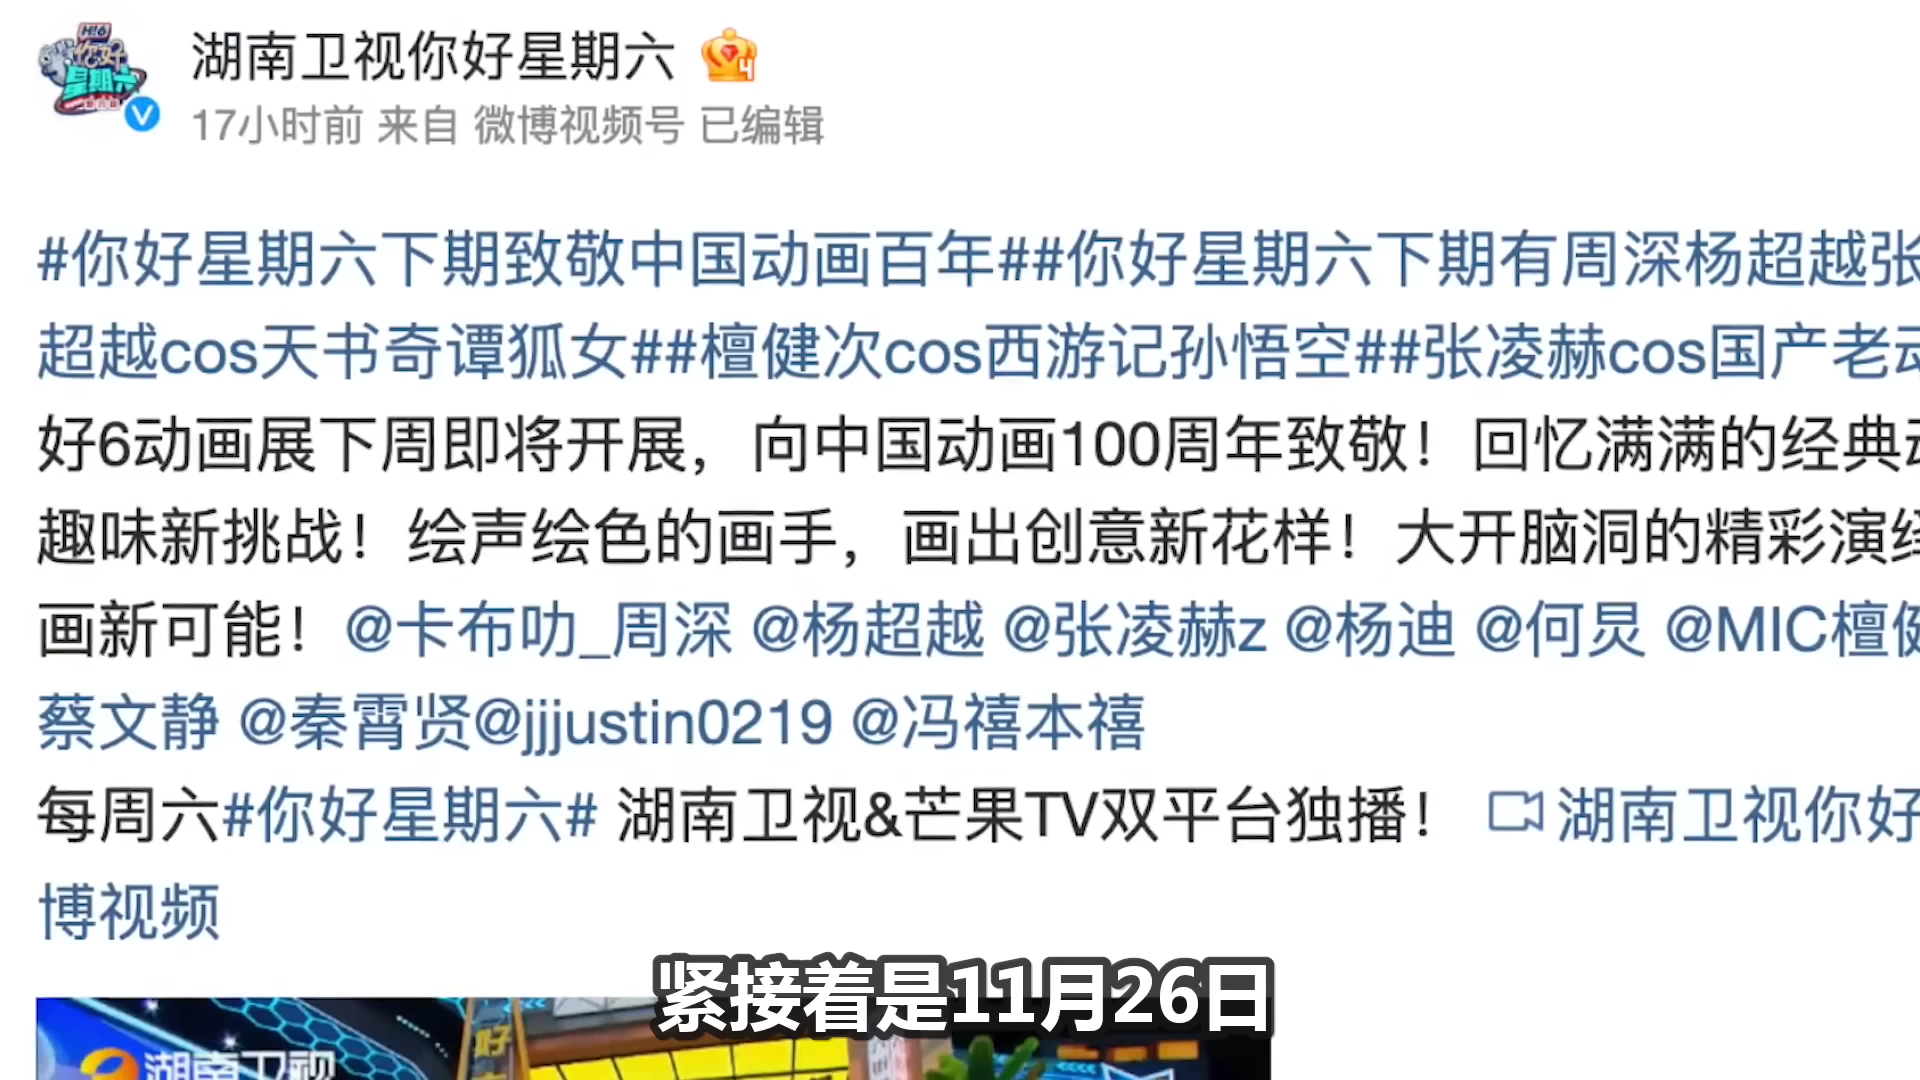 湖南卫视你好星期六
17小时前 来自 微博视频号 已编辑
#你好星期六下期致敬中国动画百年##你好星期六下期有周深杨超越张
超越cos天书奇谭狐女##檀健次cos西游记孙悟空##张凌赫cos国产老动
好6动画展下周即将开展，向中国动画100周年致敬！回忆满满的经典动
趣味新挑战！绘声绘色的画手，画出创意新花样！大开脑洞的精彩演绎
画新可能！@卡布叻_周深 @杨超越 @张凌赫z @杨迪 @何炅 @MIC檀健
蔡文静 @秦霄贤@jjjustin0219 @冯禧本禧
每周六#你好星期六# 湖南卫视&芒果TV双平台独播！ 湖南卫视你好
博视频
紧接着是11月26日
湖南卫视